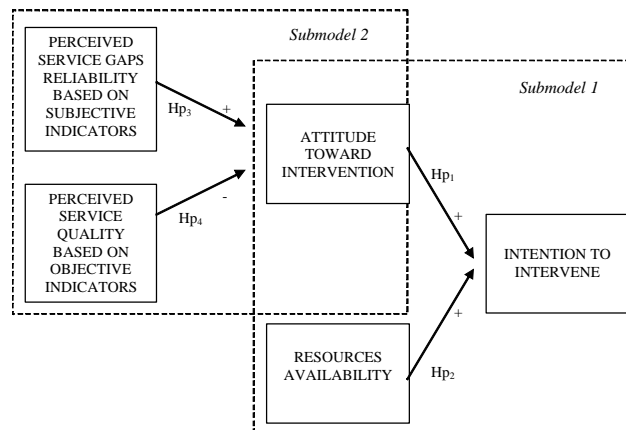 PERCEIVED
SERVICE GAPS
RELIABILITY
BASED ON
SUBJECTIVE
INDICATORS
Submodel 2
Submodel 1
Hp3
+
ATTITUDE
TOWARD
INTERVENTION
PERCEIVED
SERVICE
QUALITY
BASED ON
OBJECTIVE
INDICATORS
Hp4
-
Hp1
+
INTENTION TO
INTERVENE
+
RESOURCES
AVAILABILITY
Hp2